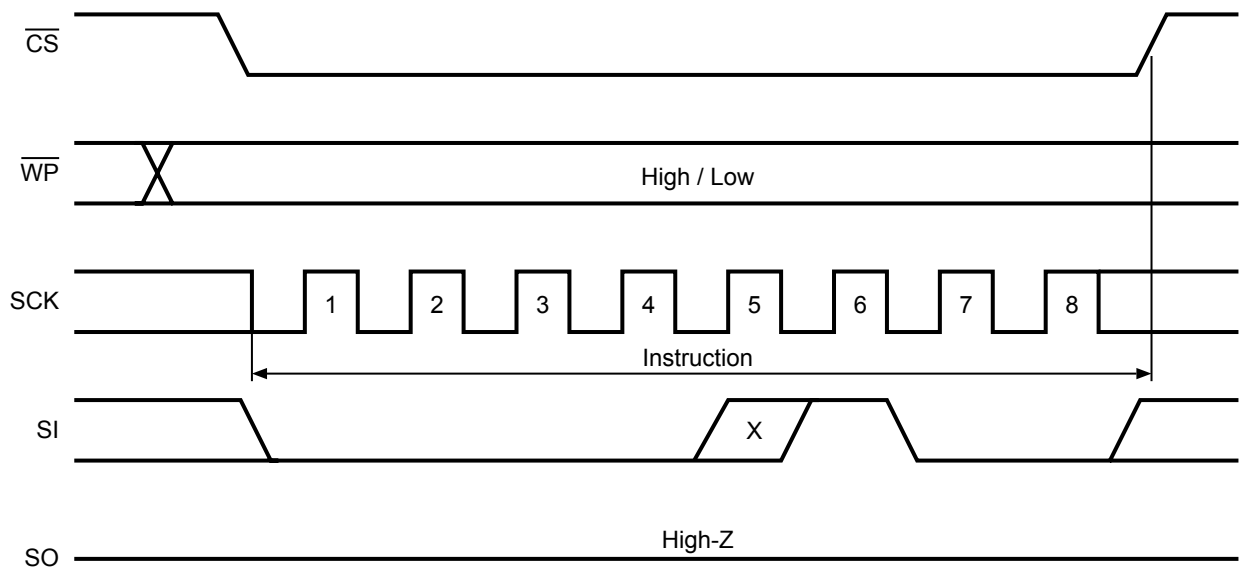 CS
WP
High / Low
SCK
1 2 3 4 5 6 7 8
Instruction
SI
X
High-Z
SO